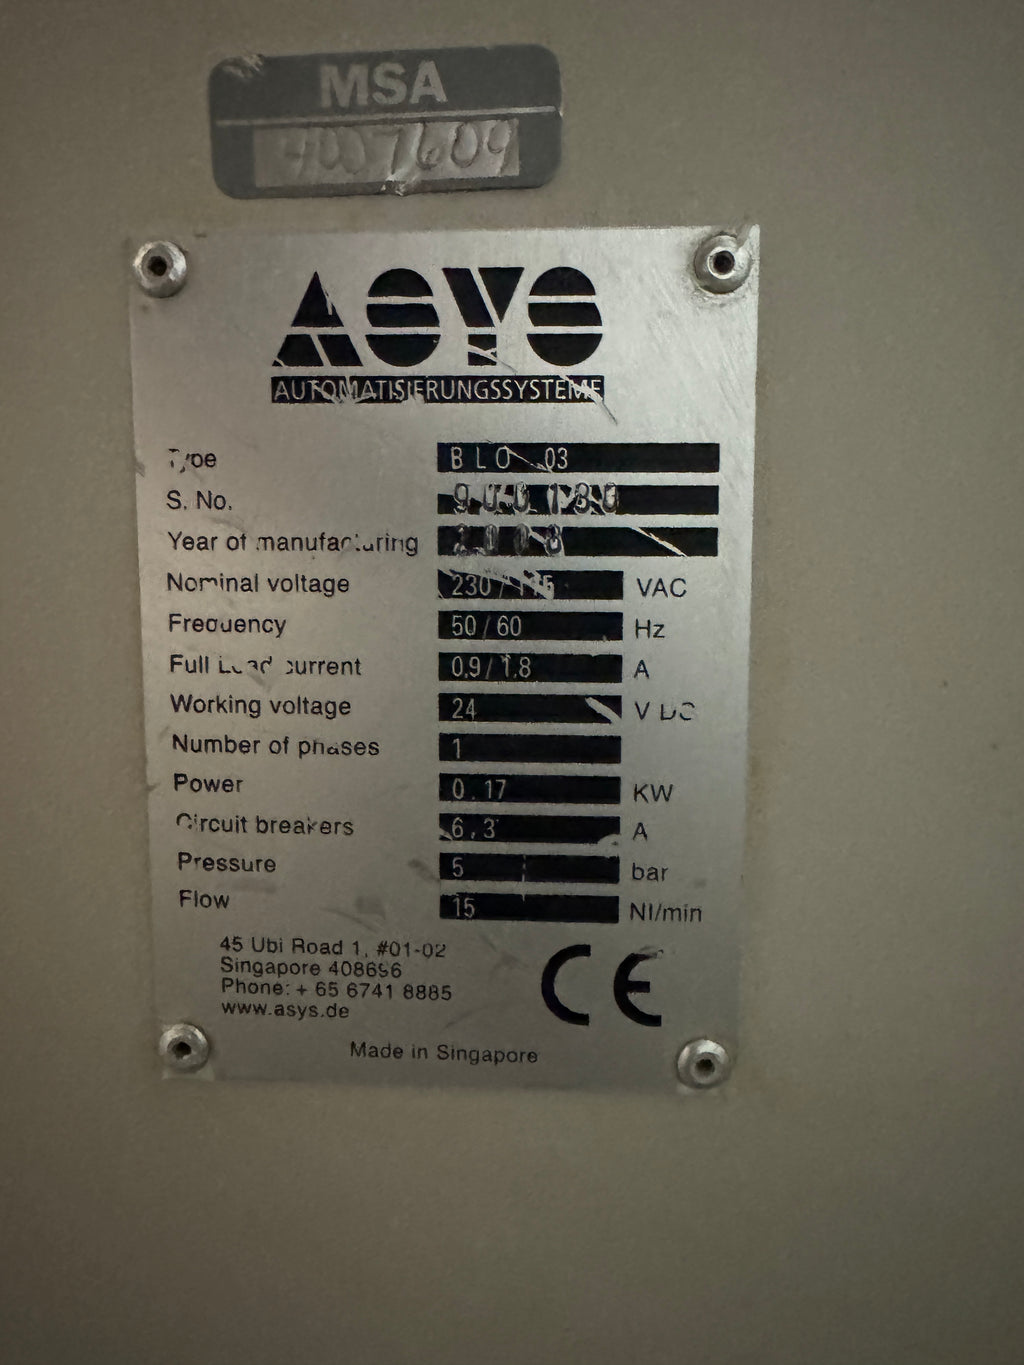 MSA
ASYS
AUTOMATISIERUNGSSYSTEME
Type BLO 03
S. No. 900180
Year of manufacturing
Nominal voltage 230 / 115 VAC
Frequency 50 / 60 Hz
Full Load current 0.9 / 1.8 A
Working voltage 24 V DC
Number of phases 1
Power 0.17 KW
Circuit breakers 6,3 A
Pressure 5 bar
Flow 15 Nl/min
45 Ubi Road 1, #01-02
Singapore 408696
Phone: + 65 6741 8885
www.asys.de
CE
Made in Singapore